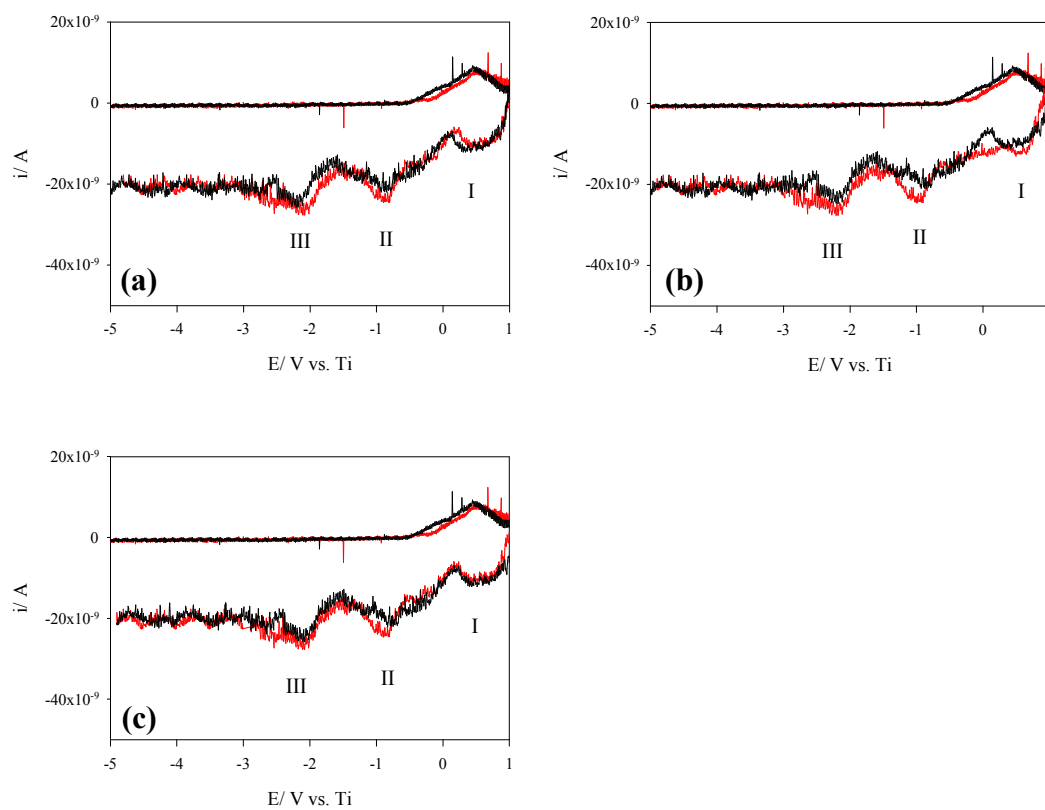 20x10-9
0
-20x10-9
-40x10-9
i/ A
I
II
III
(a)
-5 -4 -3 -2 -1 0 1
E/ V vs. Ti
20x10-9
0
-20x10-9
-40x10-9
i/ A
I
II
III
(b)
-5 -4 -3 -2 -1 0
E/ V vs. Ti
20x10-9
0
-20x10-9
-40x10-9
i/ A
I
II
III
(c)
-5 -4 -3 -2 -1 0 1
E/ V vs. Ti